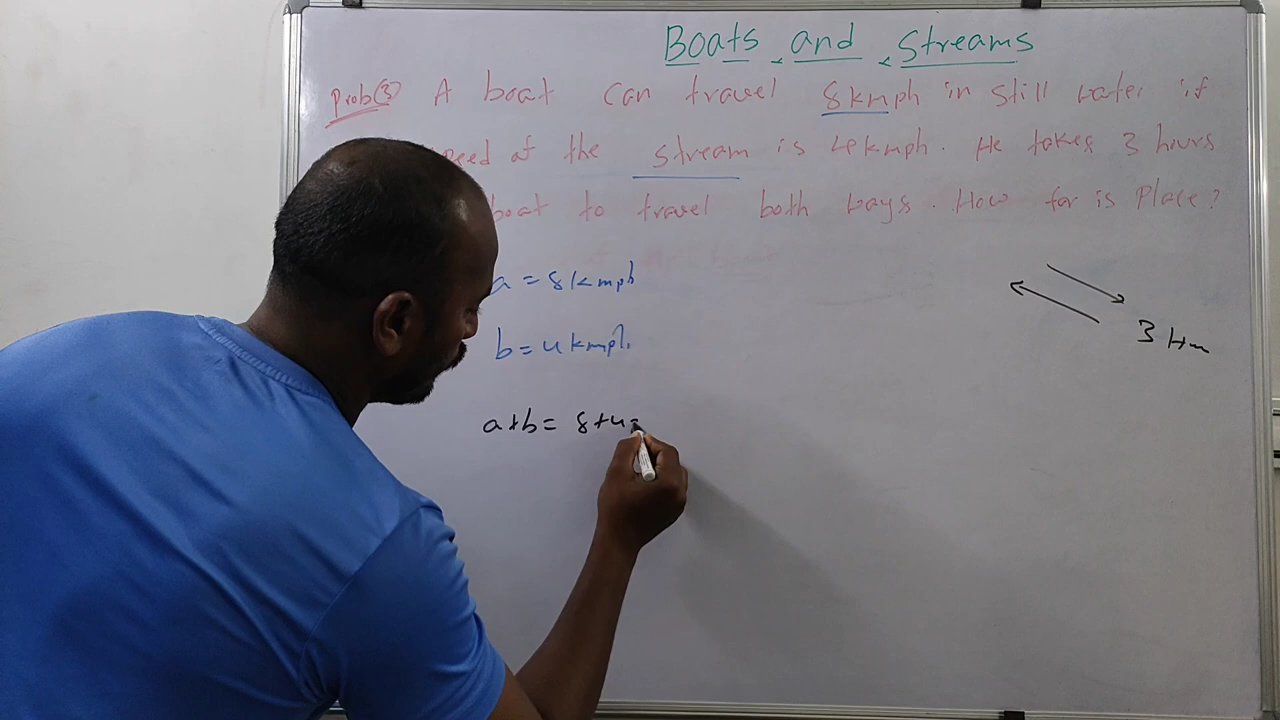 Boats and Streams
Prob(3) A boat can travel 8kmph in still water if
peed of the stream is 4kmph. He takes 3 hours
boat to travel both ways. How far is place?
a = 8kmph
b = 4kmph
a+b = 8+4=
3 Hrs